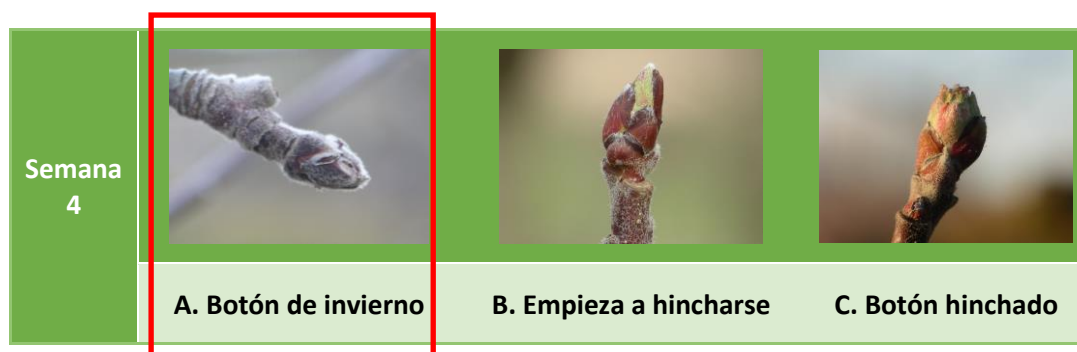 Semana
4
A. Botón de invierno
B. Empieza a hincharse
C. Botón hinchado